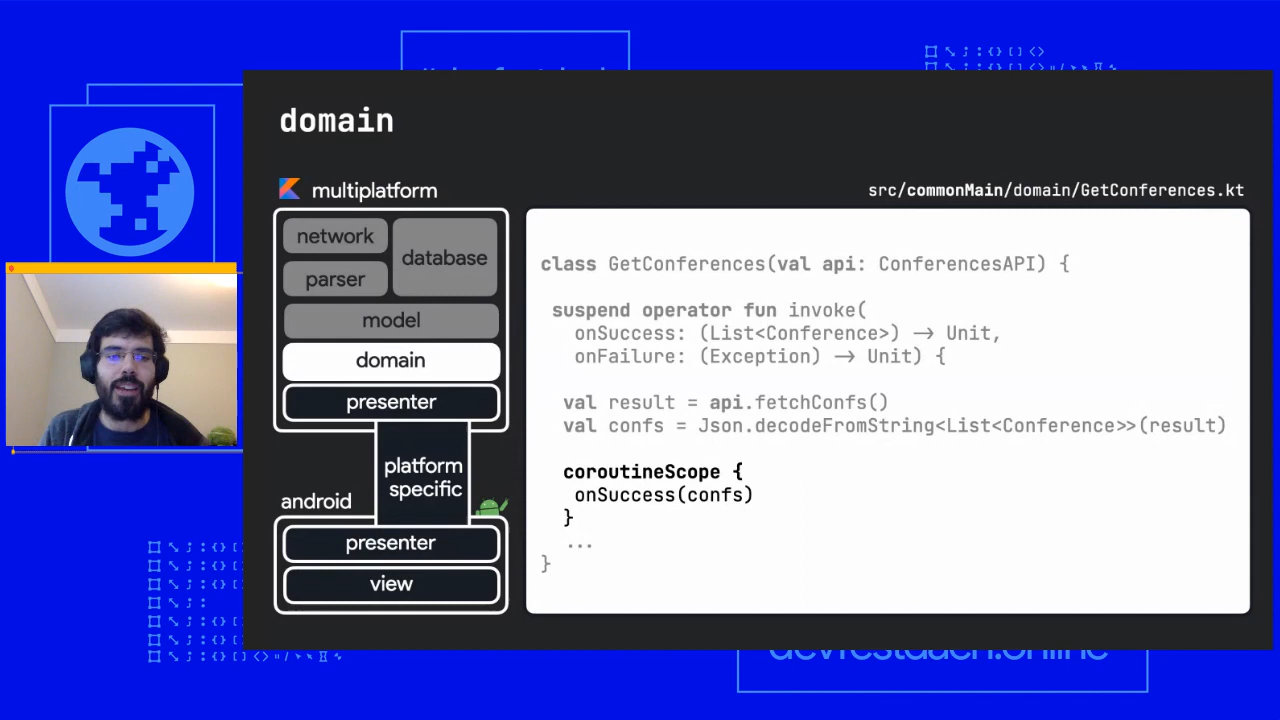 domain
multiplatform
src/commonMain/domain/GetConferences.kt
network
database
parser
model
domain
presenter
platform
specific
android
presenter
view
class GetConferences(val api: ConferencesAPI) {
suspend operator fun invoke(
onSuccess: (List<Conference>) -> Unit,
onFailure: (Exception) -> Unit) {
val result = api.fetchConfs()
val confs = Json.decodeFromString<List<Conference>>(result)
coroutineScope {
onSuccess(confs)
}
...
}